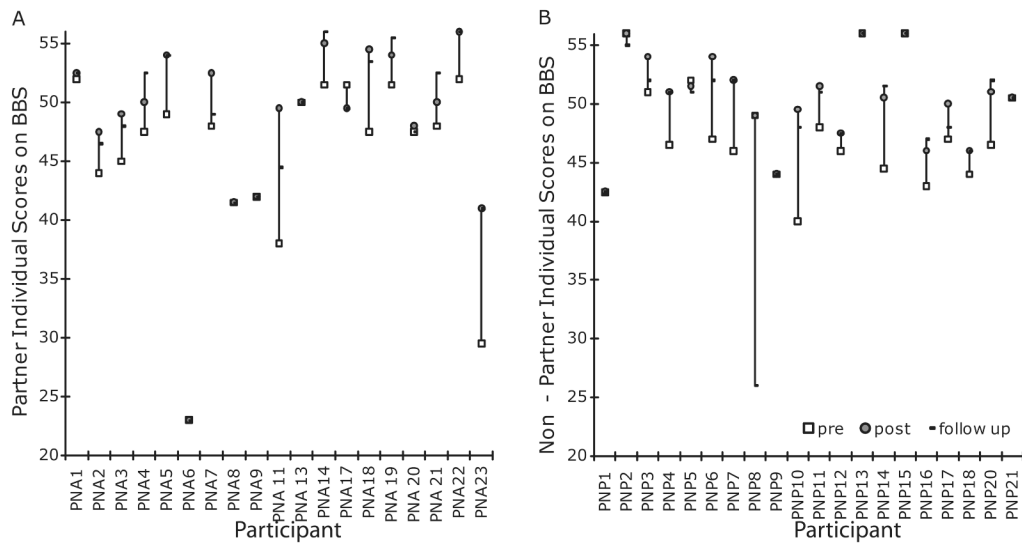 A
Partner Individual Scores on BBS
55
50
45
40
35
30
25
20
PNA1
PNA2
PNA3
PNA4
PNA5
PNA6
PNA7
PNA8
PNA9
PNA 11
PNA 13
PNA14
PNA17
PNA18
PNA 19
PNA 20
PNA 21
PNA22
PNA23
Participant
B
Non - Partner Individual Scores on BBS
55
50
45
40
35
30
25
20
pre post follow up
PNP1
PNP2
PNP3
PNP4
PNP5
PNP6
PNP7
PNP8
PNP9
PNP10
PNP11
PNP12
PNP13
PNP14
PNP15
PNP16
PNP17
PNP18
PNP20
PNP21
Participant